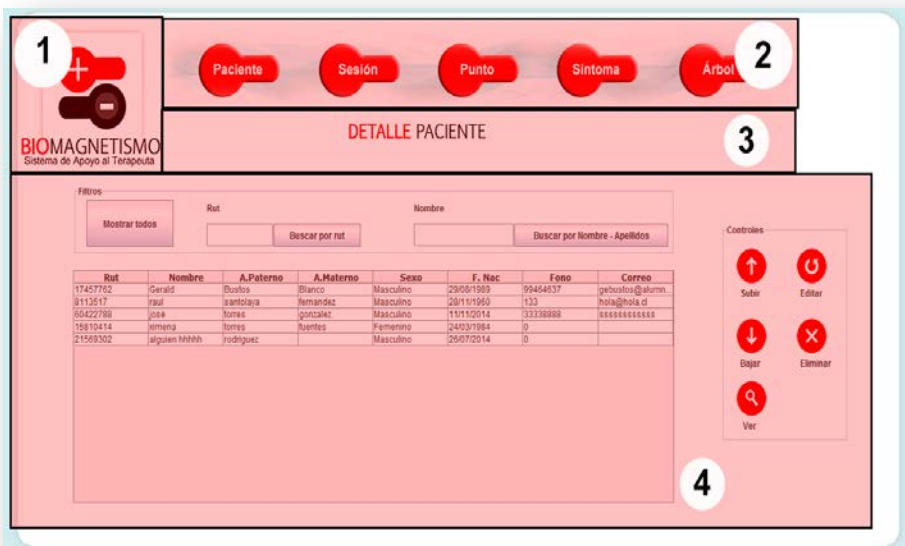 1
BIOMAGNETISMO
Sistema de Apoyo al Terapeuta
Paciente Sesión Punto Síntoma Árbol 2
DETALLE PACIENTE 3
Filtros
Mostrar todos
Rut
Buscar por rut
Nombre
Buscar por Nombre - Apellidos
Rut Nombre A.Paterno A.Materno Sexo F. Nac Fono Correo
17457762 Gerald Bustos Blanco Masculino 29/08/1989 99464637 gebustos@alumn...
8113517 raul santolaya fernandez Masculino 28/11/1960 133 hola@hola.cl
60422788 jose torres gonzalez Masculino 11/11/2014 33338888 ssssssssssss
15810414 ximena torres fuentes Femenino 24/03/1984 0
21569302 alguien hhhhh rodriguez Masculino 26/07/2014 0
Controles
Subir Editar
Bajar Eliminar
Ver
4